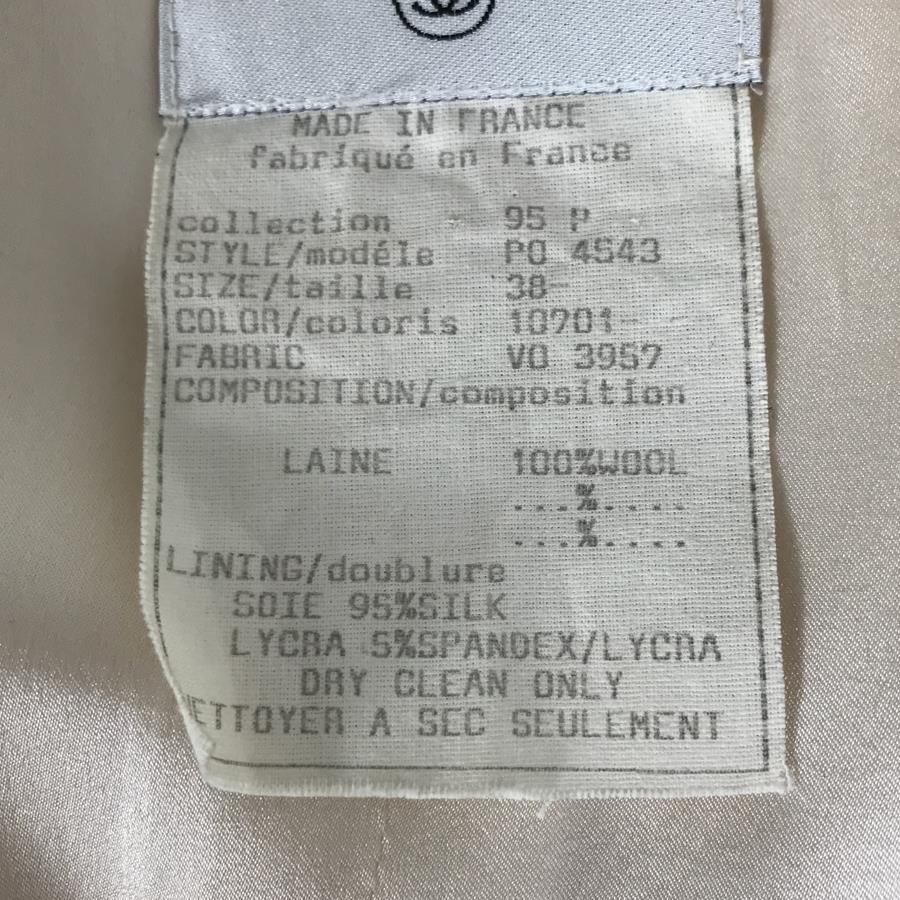 MADE IN FRANCE
fabriqué en France
collection 95 P
STYLE/modéle PO 4543
SIZE/taille 38-
COLOR/coloris 10701-
FABRIC VO 3957
COMPOSITION/composition
LAINE 100%WOOL
...%....
...%....
LINING/doublure
SOIE 95%SILK
LYCRA 5%SPANDEX/LYCRA
DRY CLEAN ONLY
NETTOYER A SEC SEULEMENT